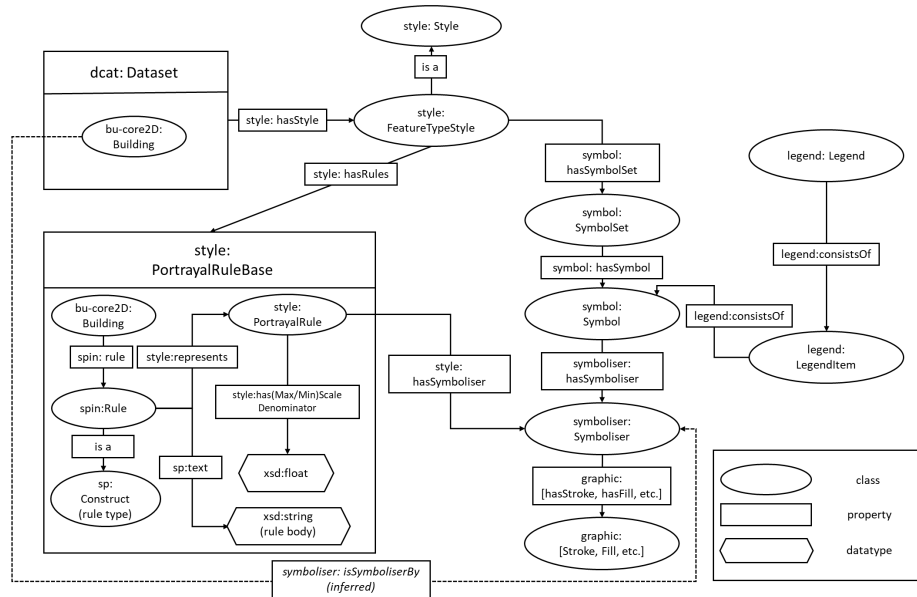 style: Style
is a
dcat: Dataset
bu-core2D:
Building
style: hasStyle
style:
FeatureTypeStyle
style: hasRules
symbol:
hasSymbolSet
symbol:
SymbolSet
symbol: hasSymbol
symbol:
Symbol
symboliser:
hasSymboliser
legend: Legend
legend:consistsOf
legend:consistsOf
legend:
LegendItem
style:
PortrayalRuleBase
bu-core2D:
Building
spin: rule
style:represents
style:
PortrayalRule
style:
hasSymboliser
style:has(Max/Min)Scale
Denominator
spin:Rule
is a
sp:text
xsd:float
sp:
Construct
(rule type)
xsd:string
(rule body)
symboliser:
Symboliser
graphic:
[hasStroke, hasFill, etc.]
graphic:
[Stroke, Fill, etc.]
symboliser: isSymboliserBy
(inferred)
class
property
datatype